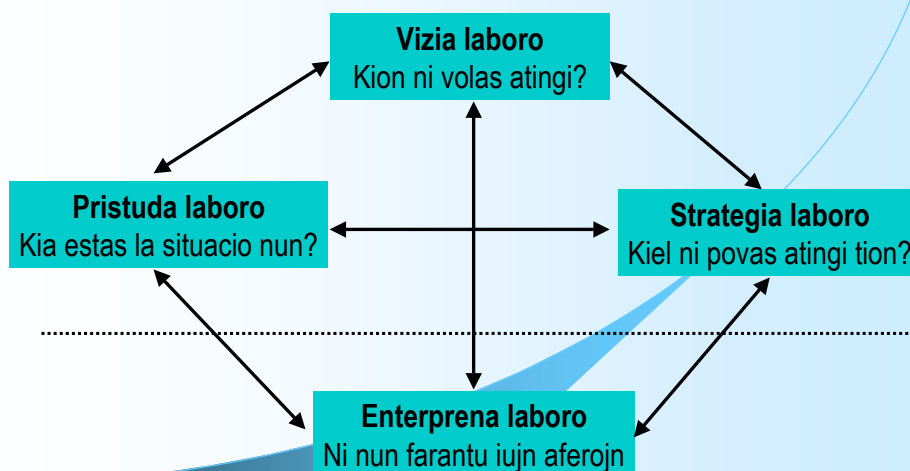 Vizia laboro
Kion ni volas atingi?
Pristuda laboro
Kia estas la situacio nun?
Strategia laboro
Kiel ni povas atingi tion?
Enterprena laboro
Ni nun farantu iujn aferojn